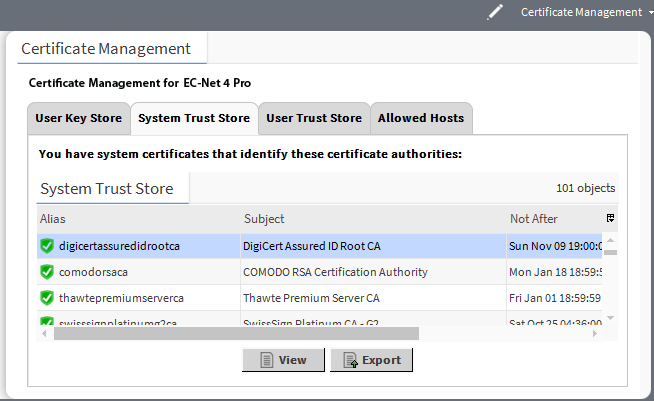 Certificate Management
Certificate Management
Certificate Management for EC-Net 4 Pro
User Key Store System Trust Store User Trust Store Allowed Hosts
You have system certificates that identify these certificate authorities:
System Trust Store 101 objects
Alias Subject Not After
digicertassuredidrootca DigiCert Assured ID Root CA Sun Nov 09 19:00:0
comodorsaca COMODO RSA Certification Authority Mon Jan 18 18:59:5
thawtepremiumserverca Thawte Premium Server CA Fri Jan 01 18:59:59
swisssignplatinumg2ca SwissSign Platinum CA - G2 Sat Oct 25 04:36:00
View Export